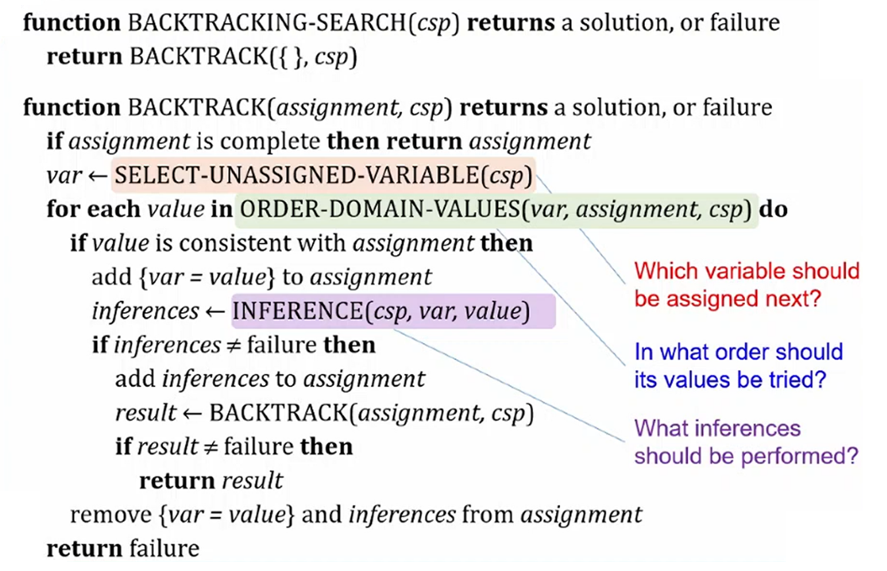 function BACKTRACKING-SEARCH(csp) returns a solution, or failure
return BACKTRACK({ }, csp)
function BACKTRACK(assignment, csp) returns a solution, or failure
if assignment is complete then return assignment
var ← SELECT-UNASSIGNED-VARIABLE(csp)
for each value in ORDER-DOMAIN-VALUES(var, assignment, csp) do
if value is consistent with assignment then
add {var = value} to assignment
inferences ← INFERENCE(csp, var, value)
if inferences ≠ failure then
add inferences to assignment
result ← BACKTRACK(assignment, csp)
if result ≠ failure then
return result
remove {var = value} and inferences from assignment
return failure
Which variable should
be assigned next?
In what order should
its values be tried?
What inferences
should be performed?